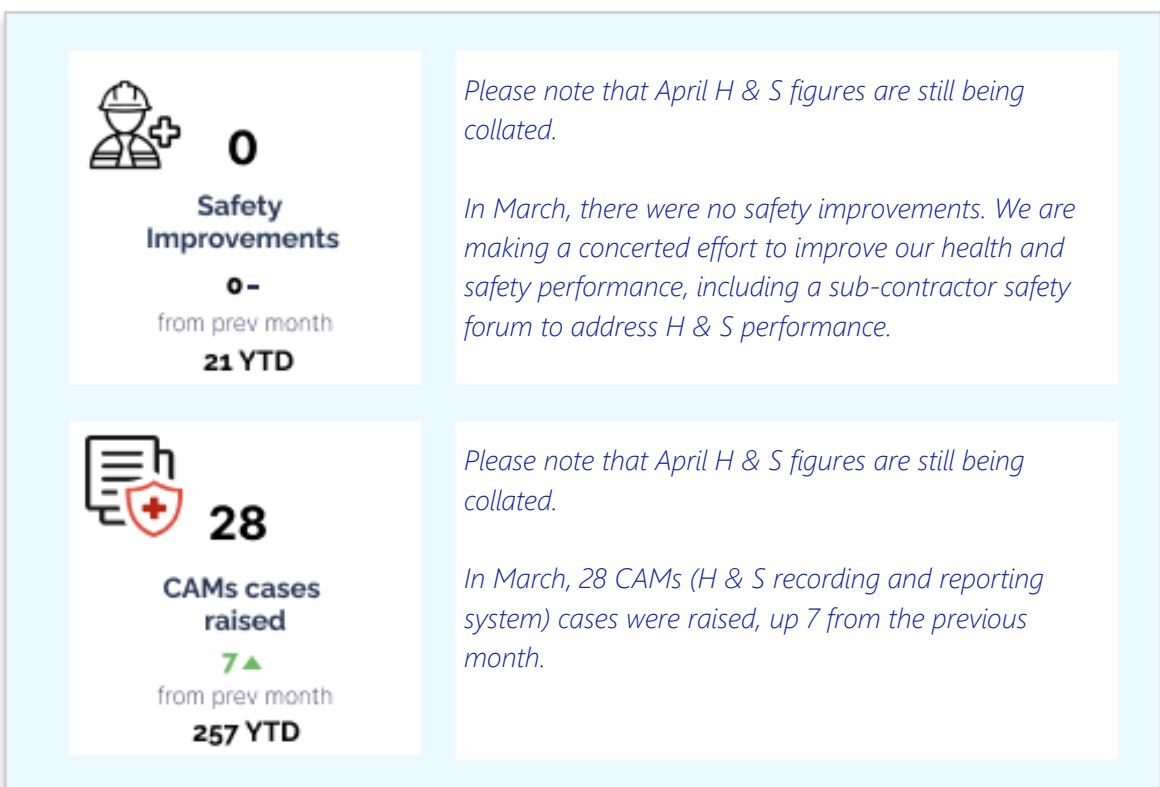 0
Safety
Improvements
0-
from prev month
21 YTD
Please note that April H & S figures are still being
collated.
In March, there were no safety improvements. We are
making a concerted effort to improve our health and
safety performance, including a sub-contractor safety
forum to address H & S performance.
28
CAMs cases
raised
7▲
from prev month
257 YTD
Please note that April H & S figures are still being
collated.
In March, 28 CAMs (H & S recording and reporting
system) cases were raised, up 7 from the previous
month.